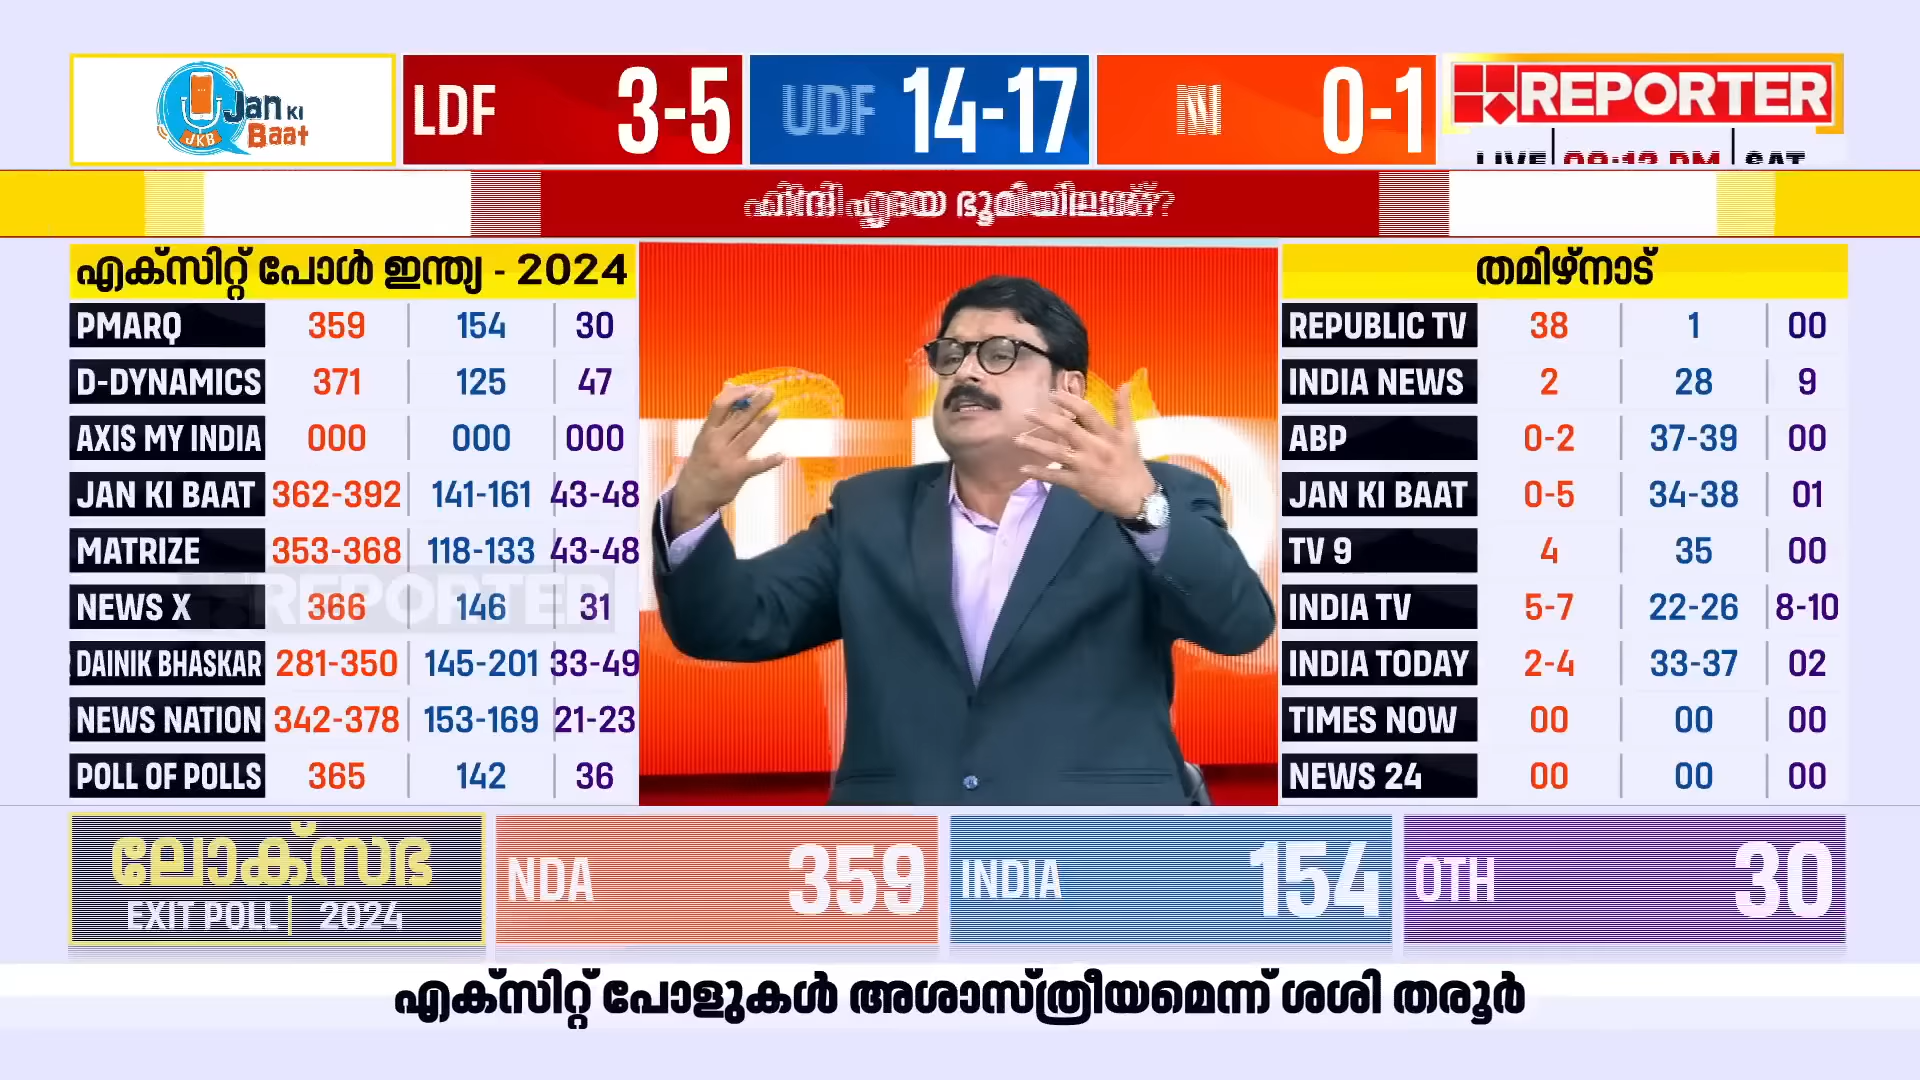 Jan KI Baat JKB
LDF 3-5
UDF 14-17
0-1
REPORTER
LIVE 09:13 PM SAT
ഹിന്ദി ഹൃദയ ഭൂമിയിലാര്?
എക്സിറ്റ് പോൾ ഇന്ത്യ - 2024
PMARQ 359 154 30
D-DYNAMICS 371 125 47
AXIS MY INDIA 000 000 000
JAN KI BAAT 362-392 141-161 43-48
MATRIZE 353-368 118-133 43-48
NEWS X 366 146 31
DAINIK BHASKAR 281-350 145-201 33-49
NEWS NATION 342-378 153-169 21-23
POLL OF POLLS 365 142 36
REPORTER
തമിഴ്നാട്
REPUBLIC TV 38 1 00
INDIA NEWS 2 28 9
ABP 0-2 37-39 00
JAN KI BAAT 0-5 34-38 01
TV 9 4 35 00
INDIA TV 5-7 22-26 8-10
INDIA TODAY 2-4 33-37 02
TIMES NOW 00 00 00
NEWS 24 00 00 00
ലോക്സഭ
EXIT POLL 2024
NDA 359
INDIA 154
OTH 30
എക്സിറ്റ് പോളുകൾ അശാസ്ത്രീയമെന്ന് ശശി തരൂർ